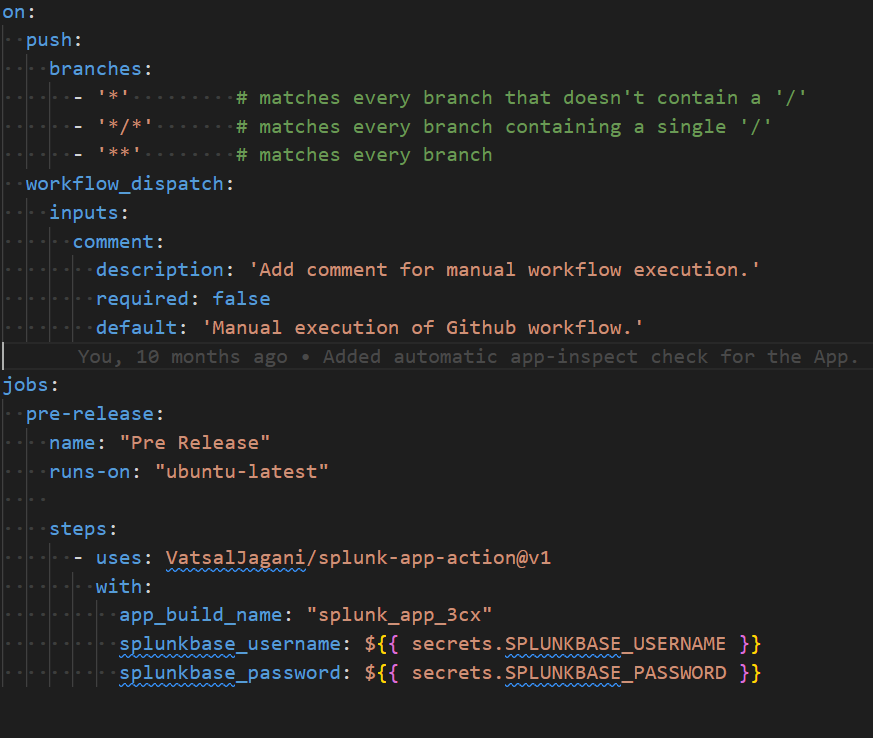 on:
  push:
    branches:
      - '*'         # matches every branch that doesn't contain a '/'
      - '*/*'       # matches every branch containing a single '/'
      - '**'        # matches every branch
  workflow_dispatch:
    inputs:
      comment:
        description: 'Add comment for manual workflow execution.'
        required: false
        default: 'Manual execution of Github workflow.'
You, 10 months ago • Added automatic app-inspect check for the App.
jobs:
  pre-release:
    name: "Pre Release"
    runs-on: "ubuntu-latest"
    steps:
      - uses: VatsalJagani/splunk-app-action@v1
        with:
          app_build_name: "splunk_app_3cx"
          splunkbase_username: ${{ secrets.SPLUNKBASE_USERNAME }}
          splunkbase_password: ${{ secrets.SPLUNKBASE_PASSWORD }}